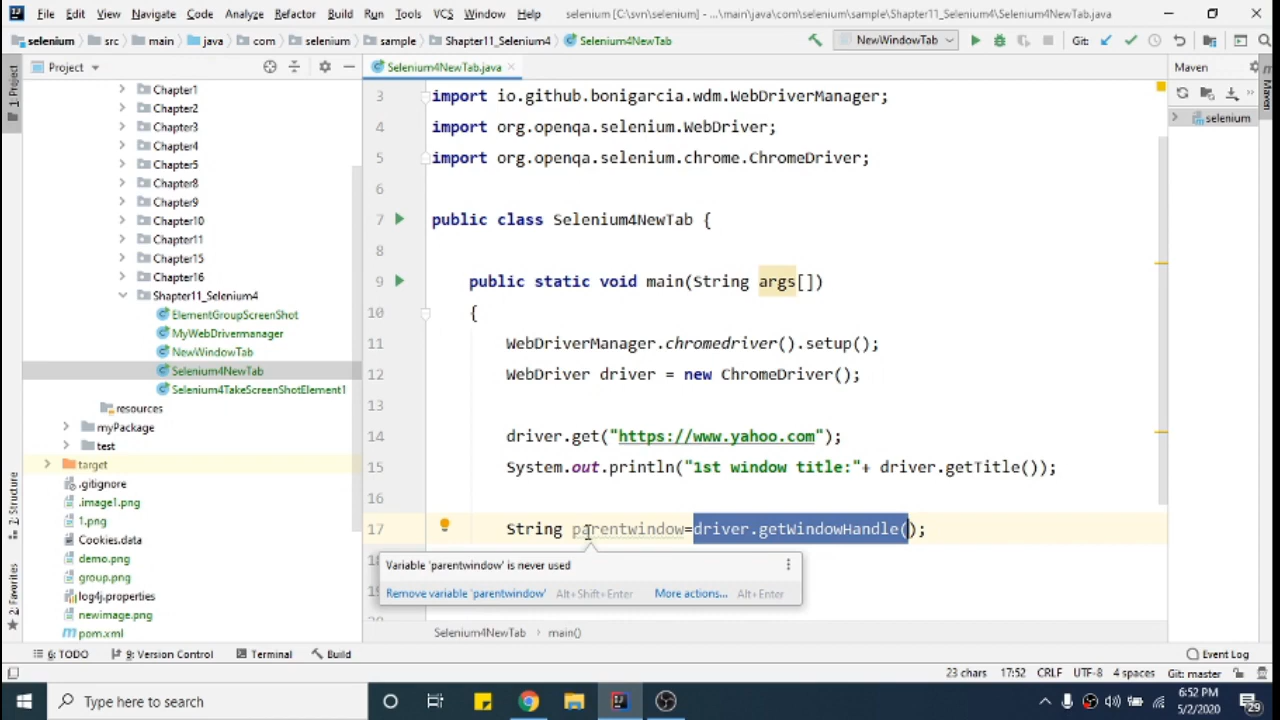 File Edit View Navigate Code Analyze Refactor Build Run Tools VCS Window Help selenium [C:\svn\selenium] - ...\main\java\com\selenium\sample\Shapter11_Selenium4\Selenium4NewTab.java
selenium src main java com selenium sample Shapter11_Selenium4 Selenium4NewTab NewWindowTab Git:
Project Selenium4NewTab.java Maven
1: Project
Maven
Chapter1
Chapter2
Chapter3
Chapter4
Chapter5
Chapter8
Chapter9
Chapter10
Chapter11
Chapter15
Chapter16
Shapter11_Selenium4
ElementGroupScreenShot
MyWebDrivermanager
NewWindowTab
Selenium4NewTab
Selenium4TakeScreenShotElement1
resources
myPackage
test
target
.gitignore
.image1.png
1.png
Cookies.data
demo.png
group.png
log4j.properties
newimage.png
pom.xml
7: Structure
2: Favorites
3 import io.github.bonigarcia.wdm.WebDriverManager;
4 import org.openqa.selenium.WebDriver;
5 import org.openqa.selenium.chrome.ChromeDriver;
6
7 public class Selenium4NewTab {
8
9 public static void main(String args[])
10 {
11 WebDriverManager.chromedriver().setup();
12 WebDriver driver = new ChromeDriver();
13
14 driver.get("https://www.yahoo.com");
15 System.out.println("1st window title:"+ driver.getTitle());
16
17 String parentwindow=driver.getWindowHandle();
Variable 'parentwindow' is never used
Remove variable 'parentwindow' Alt+Shift+Enter More actions... Alt+Enter
selenium
Selenium4NewTab main()
6: TODO 9: Version Control Terminal Build Event Log
23 chars 17:52 CRLF UTF-8 4 spaces Git: master
Type here to search
6:52 PM
5/2/2020
29